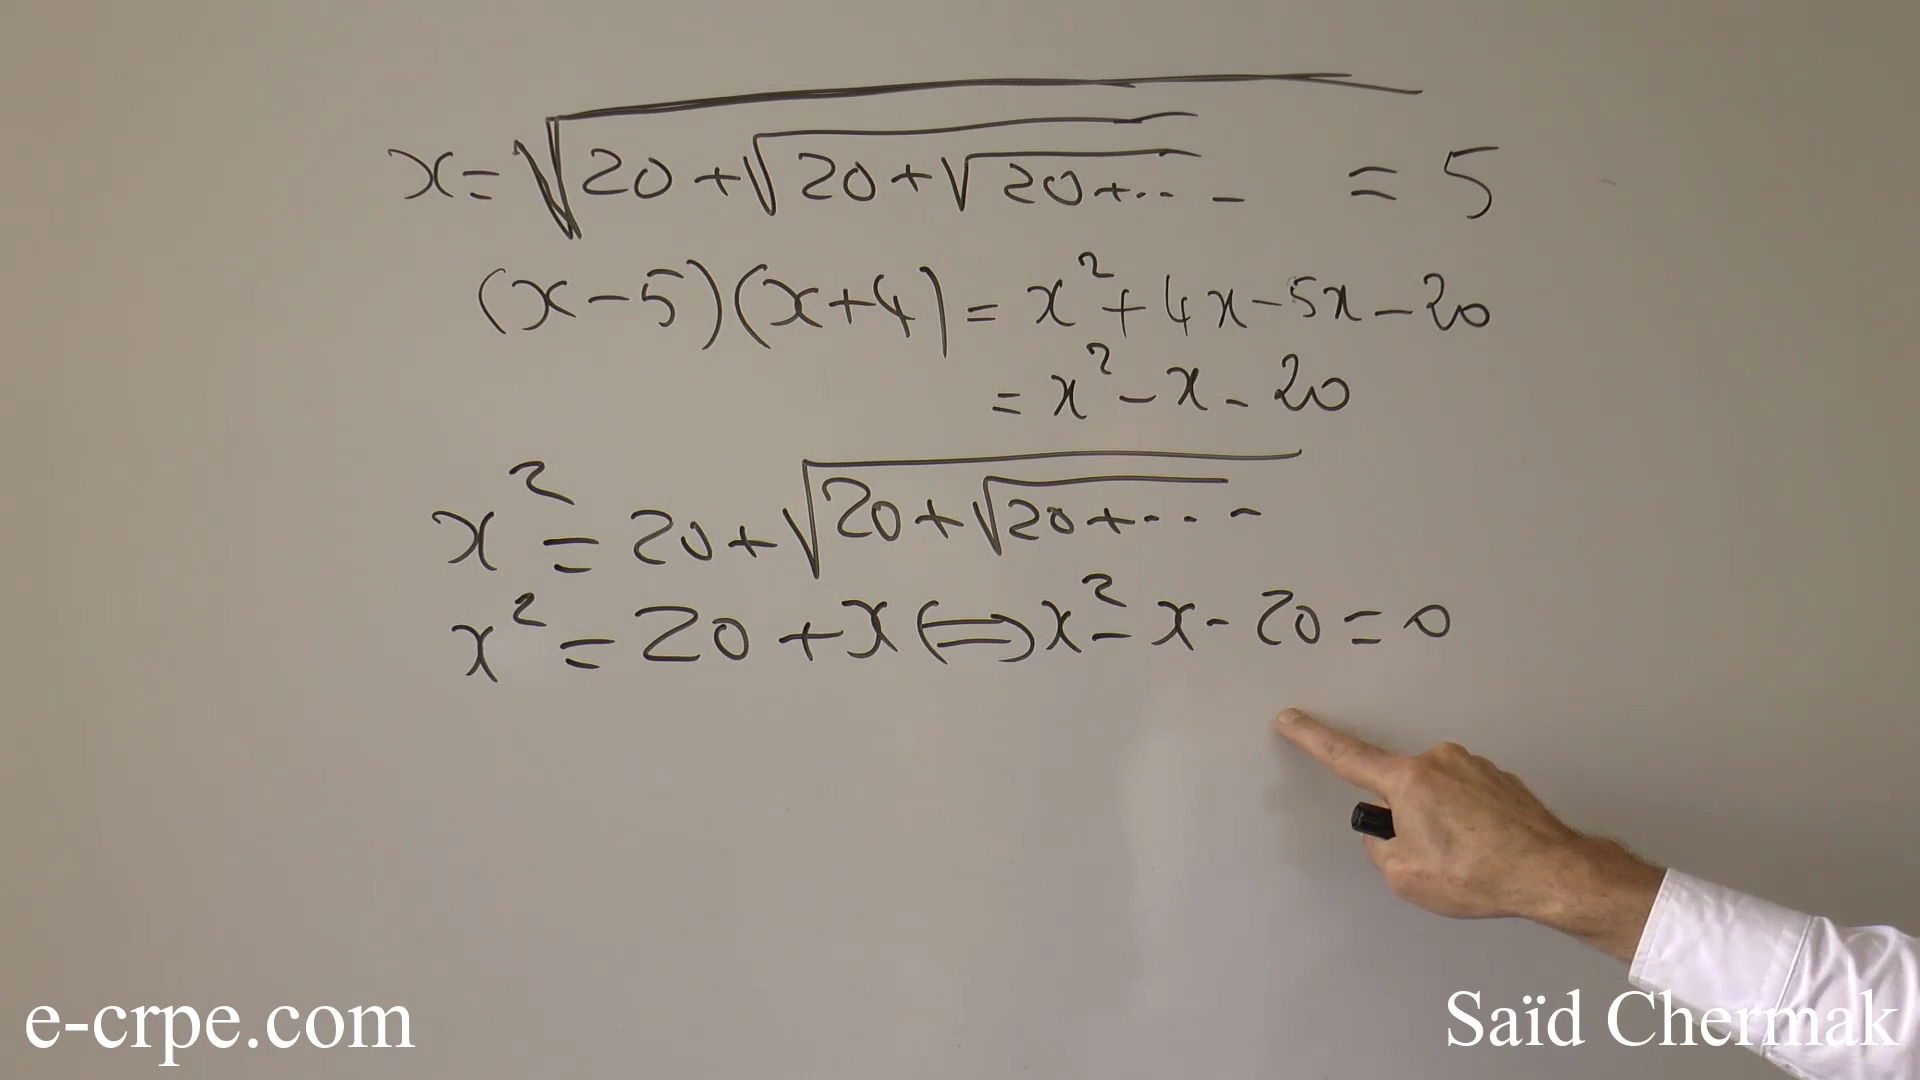 x = √(20 + √(20 + √(20 + ... - = 5
(x - 5)(x + 4) = x² + 4x - 5x - 20
= x² - x - 20
x² = 20 + √(20 + √(20 + ... -
x² = 20 + x ⟺ x² - x - 20 = 0
e-crpe.com
Saïd Chermak